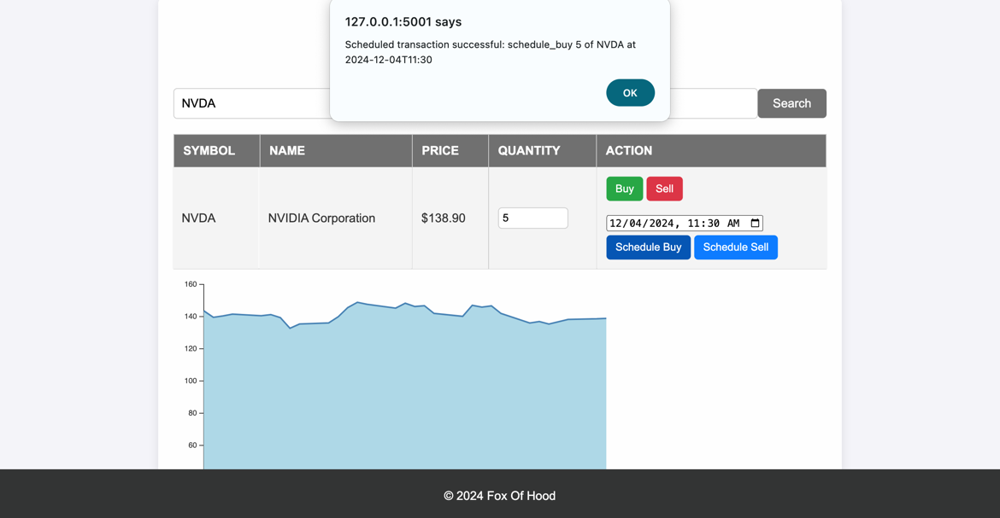 127.0.0.1:5001 says
Scheduled transaction successful: schedule_buy 5 of NVDA at
2024-12-04T11:30
OK
NVDA
Search
SYMBOL NAME PRICE QUANTITY ACTION
Buy Sell
NVDA NVIDIA Corporation $138.90 5
12/04/2024, 11:30 AM
Schedule Buy Schedule Sell
160
140
120
100
80
60
© 2024 Fox Of Hood